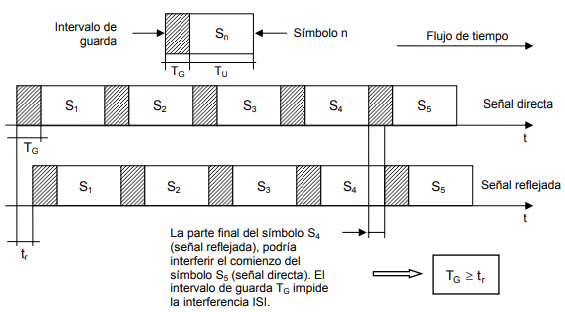 Intervalo de
guarda
Sn
Símbolo n
Flujo de tiempo
TG TU
S1 S2 S3 S4 S5 Señal directa
t
TG
S1 S2 S3 S4 S5 Señal reflejada
t
tr
La parte final del símbolo S4
(señal reflejada), podría
interferir el comienzo del
símbolo S5 (señal directa). El
intervalo de guarda TG impide
la interferencia ISI.
TG ≥ tr